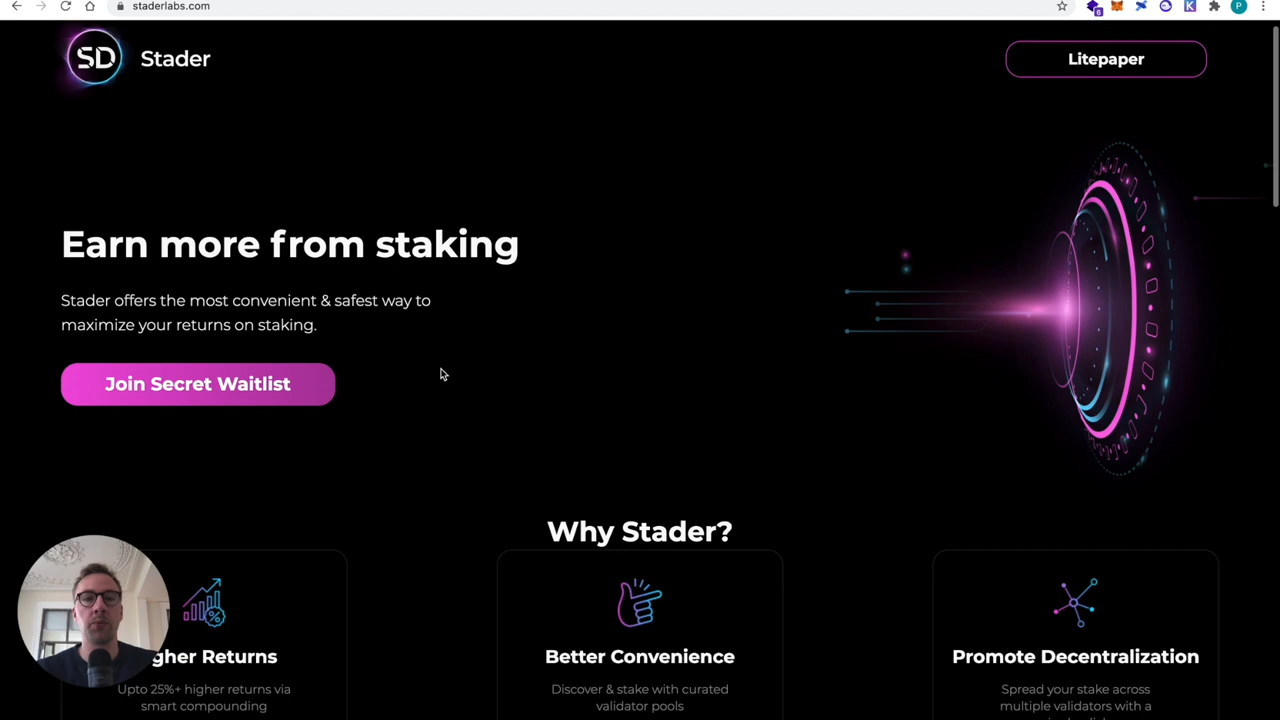 staderlabs.com
6
P
SD
Stader
Litepaper
Earn more from staking
Stader offers the most convenient & safest way to
maximize your returns on staking.
Join Secret Waitlist
Why Stader?
gher Returns
Upto 25%+ higher returns via
smart compounding
Better Convenience
Discover & stake with curated
validator pools
Promote Decentralization
Spread your stake across
multiple validators with a